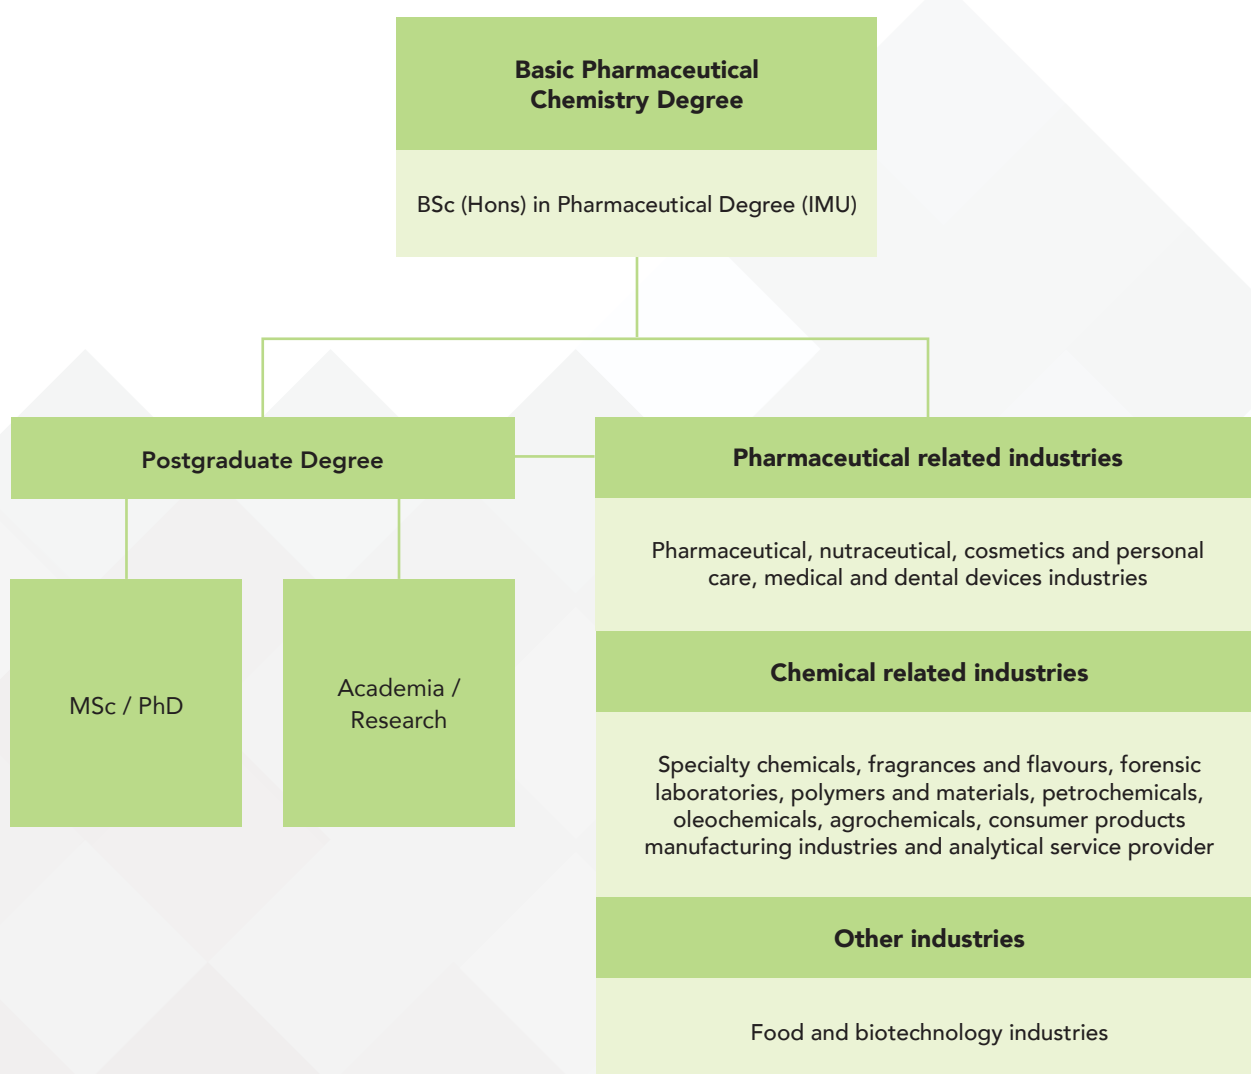 Basic Pharmaceutical
Chemistry Degree
BSc (Hons) in Pharmaceutical Degree (IMU)
Postgraduate Degree
MSc / PhD
Academia /
Research
Pharmaceutical related industries
Pharmaceutical, nutraceutical, cosmetics and personal
care, medical and dental devices industries
Chemical related industries
Specialty chemicals, fragrances and flavours, forensic
laboratories, polymers and materials, petrochemicals,
oleochemicals, agrochemicals, consumer products
manufacturing industries and analytical service provider
Other industries
Food and biotechnology industries